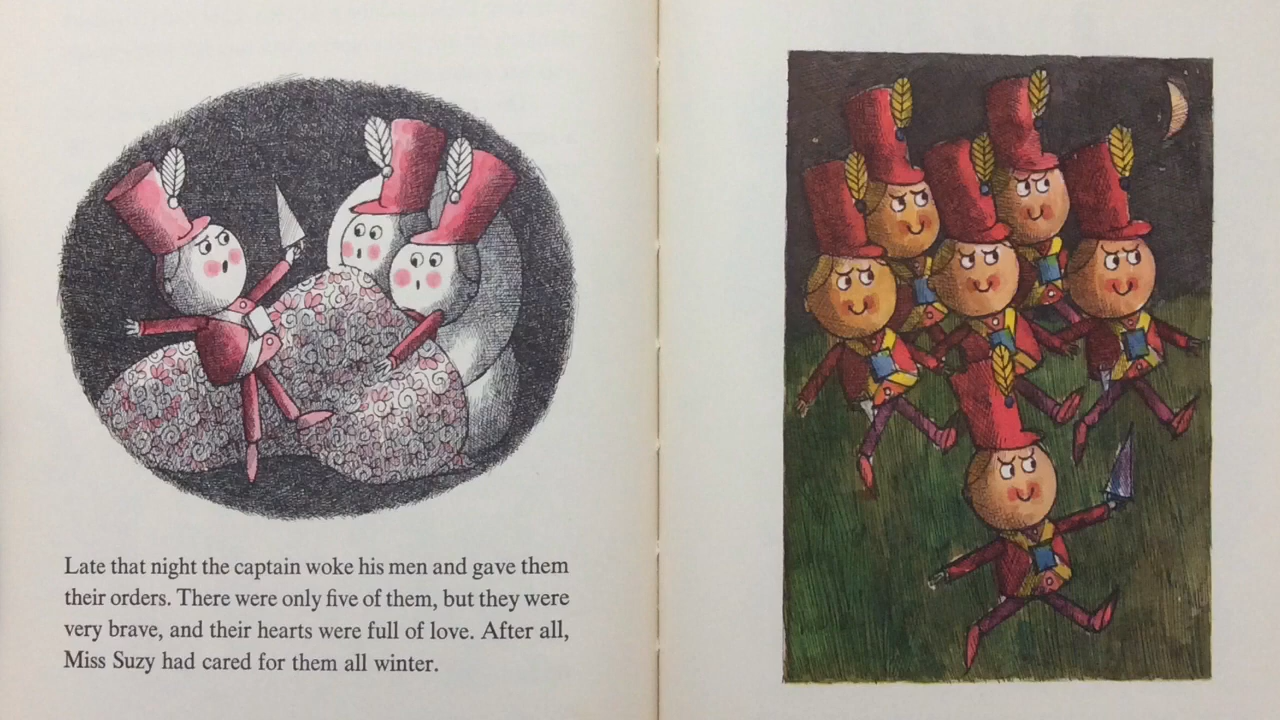 Late that night the captain woke his men and gave them
their orders. There were only five of them, but they were
very brave, and their hearts were full of love. After all,
Miss Suzy had cared for them all winter.